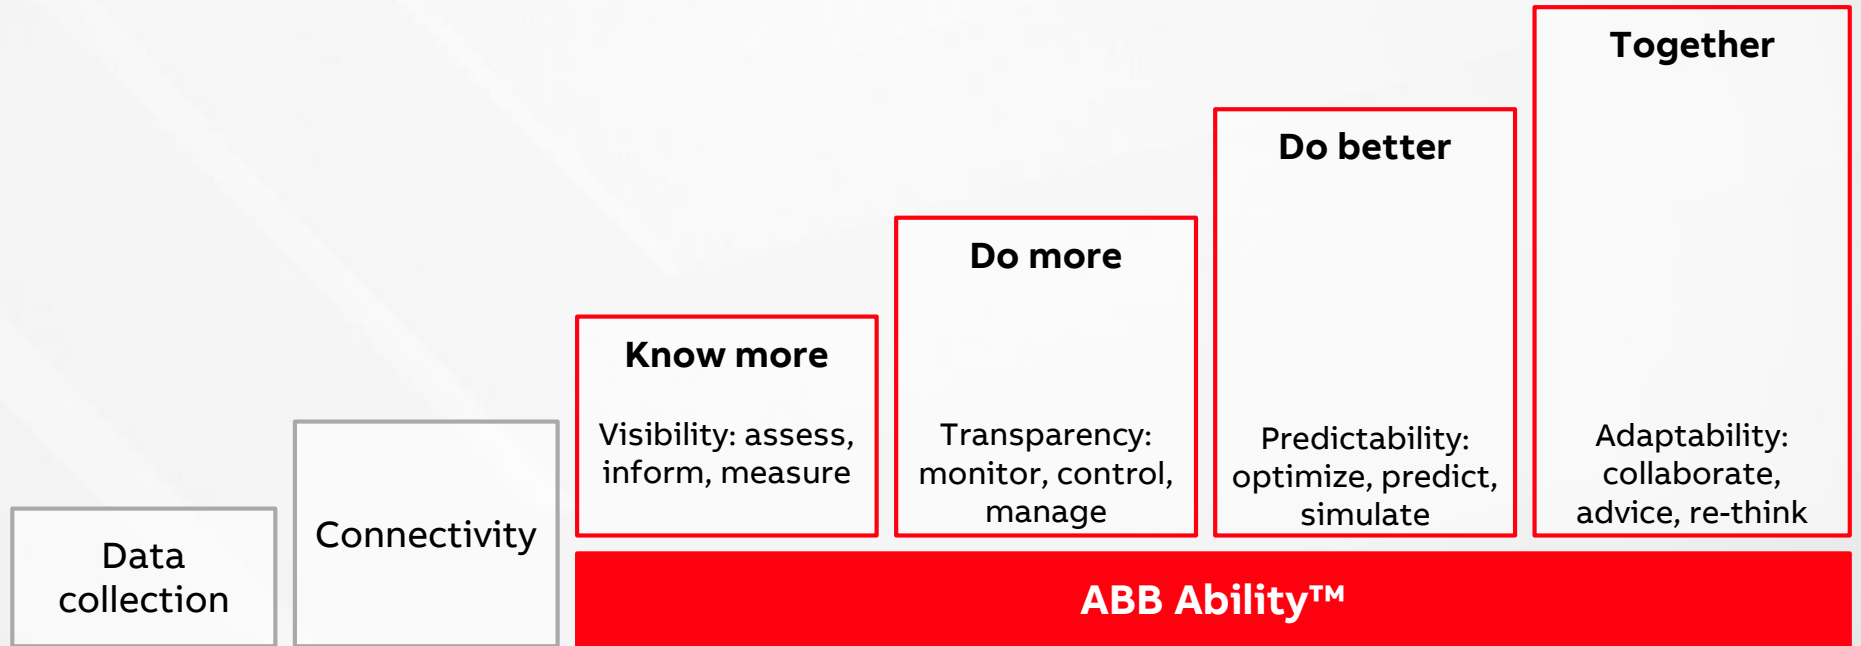 Data
collection
Connectivity
Know more
Visibility: assess,
inform, measure
Do more
Transparency:
monitor, control,
manage
Do better
Predictability:
optimize, predict,
simulate
Together
Adaptability:
collaborate,
advice, re-think
ABB Ability™